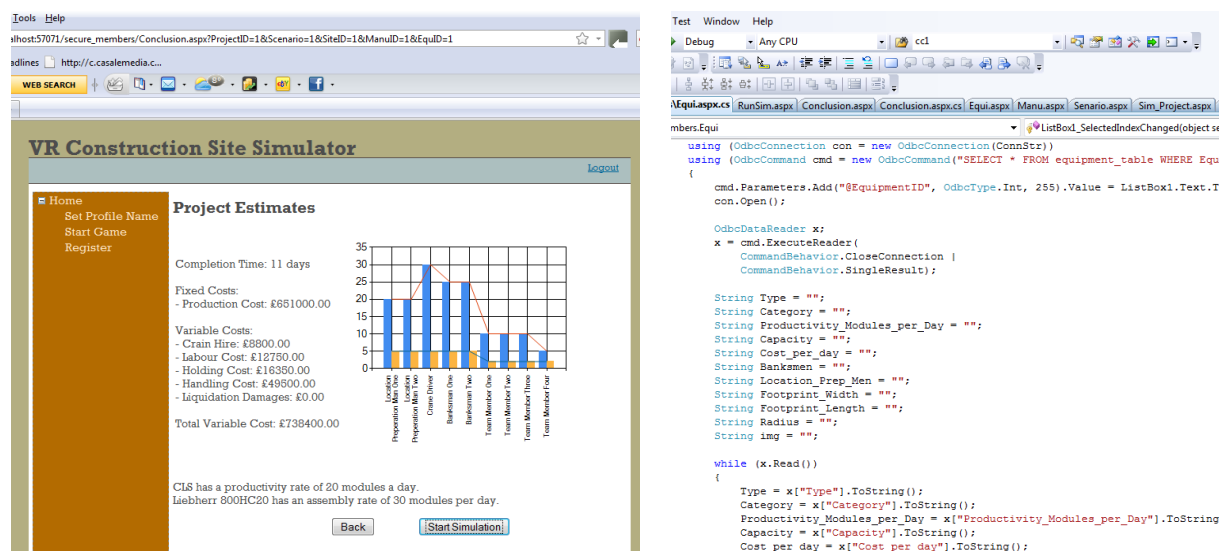 Tools Help
alhost:57071/secure_members/Conclusion.aspx?ProjectID=1&Scenario=1&SiteID=1&ManuID=1&EquID=1
adlines http://c.casalemedia.c...
WEB SEARCH
VR Construction Site Simulator
Logout
Home
Set Profile Name
Start Game
Register
Project Estimates
Completion Time: 11 days
Fixed Costs:
- Production Cost: £651000.00
Variable Costs:
- Crain Hire: £8800.00
- Labour Cost: £12750.00
- Holding Cost: £16350.00
- Handling Cost: £49500.00
- Liquidation Damages: £0.00
Total Variable Cost: £738400.00
35
30
25
20
15
10
5
0
Location Preperation Man One
Location Preperation Man Two
Crane Driver
Banksman One
Banksman Two
Team Member One
Team Member Two
Team Member Three
Team Member Four
CLS has a productivity rate of 20 modules a day.
Liebherr 800HC20 has an assembly rate of 30 modules per day.
Back
Start Simulation
Test Window Help
Debug Any CPU cc1
\Equi.aspx.cs RunSim.aspx Conclusion.aspx Conclusion.aspx.cs Equi.aspx Manu.aspx Senario.aspx Sim_Project.aspx
mbers.Equi ListBox1_SelectedIndexChanged(object se
using (OdbcConnection con = new OdbcConnection(ConnStr))
using (OdbcCommand cmd = new OdbcCommand("SELECT * FROM equipment_table WHERE Equ
{
cmd.Parameters.Add("@EquipmentID", OdbcType.Int, 255).Value = ListBox1.Text.T
con.Open();
OdbcDataReader x;
x = cmd.ExecuteReader(
CommandBehavior.CloseConnection |
CommandBehavior.SingleResult);
String Type = "";
String Category = "";
String Productivity_Modules_per_Day = "";
String Capacity = "";
String Cost_per_day = "";
String Banksmen = "";
String Location_Prep_Men = "";
String Footprint_Width = "";
String Footprint_Length = "";
String Radius = "";
String img = "";
while (x.Read())
{
Type = x["Type"].ToString();
Category = x["Category"].ToString();
Productivity_Modules_per_Day = x["Productivity_Modules_per_Day"].ToString
Capacity = x["Capacity"].ToString();
Cost_per_day = x["Cost_per_day"].ToString();